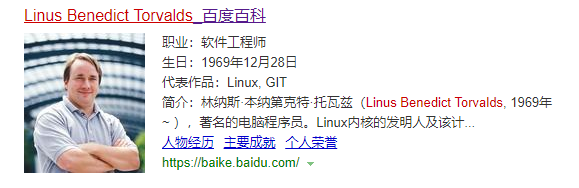 Linus Benedict Torvalds_百度百科
职业：软件工程师
生日：1969年12月28日
代表作品：Linux, GIT
简介：林纳斯·本纳第克特·托瓦兹（Linus Benedict Torvalds, 1969年
~ ），著名的电脑程序员。Linux内核的发明人及该计...
人物经历 主要成就 个人荣誉
https://baike.baidu.com/